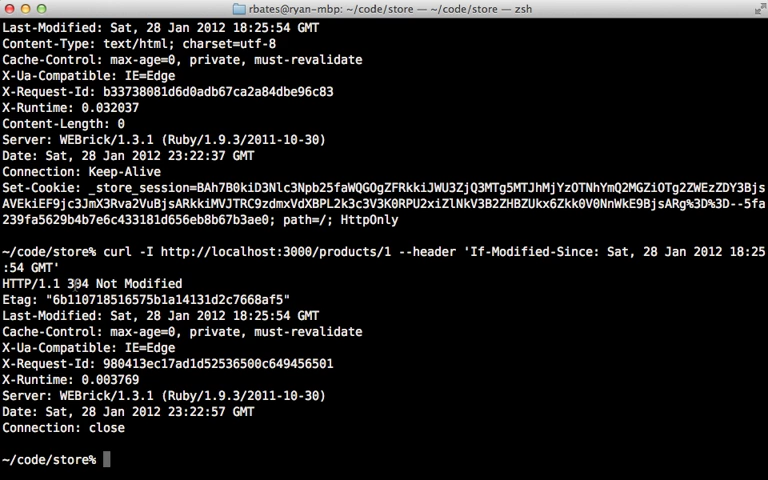 rbates@ryan-mbp: ~/code/store — ~/code/store — zsh
Last-Modified: Sat, 28 Jan 2012 18:25:54 GMT
Content-Type: text/html; charset=utf-8
Cache-Control: max-age=0, private, must-revalidate
X-Ua-Compatible: IE=Edge
X-Request-Id: b33738081d6d0adb67ca2a84dbe96c83
X-Runtime: 0.032037
Content-Length: 0
Server: WEBrick/1.3.1 (Ruby/1.9.3/2011-10-30)
Date: Sat, 28 Jan 2012 23:22:37 GMT
Connection: Keep-Alive
Set-Cookie: _store_session=BAh7B0kiD3Nlc3Npb25faWQGOgZFRkkiJWU3ZjQ3MTg5MTJhMjYzOTNhYmQ2MGZiOTg2ZWEzZDY3Bjs
AVEkiEF9jc3JmX3Rva2VuBjsARkkiMVJTRC9zdmxVdXBPL2k3c3V3K0RPU2xiZlNkV3B2ZHBZUkx6Zkk0V0NnWkE9BjsARg%3D%3D--5fa
239fa5629b4b7e6c433181d656eb8b67b3ae0; path=/; HttpOnly
~/code/store% curl -I http://localhost:3000/products/1 --header 'If-Modified-Since: Sat, 28 Jan 2012 18:25
:54 GMT'
HTTP/1.1 304 Not Modified
Etag: "6b110718516575b1a14131d2c7668af5"
Last-Modified: Sat, 28 Jan 2012 18:25:54 GMT
Cache-Control: max-age=0, private, must-revalidate
X-Ua-Compatible: IE=Edge
X-Request-Id: 980413ec17ad1d52536500c649456501
X-Runtime: 0.003769
Server: WEBrick/1.3.1 (Ruby/1.9.3/2011-10-30)
Date: Sat, 28 Jan 2012 23:22:57 GMT
Connection: close
~/code/store%